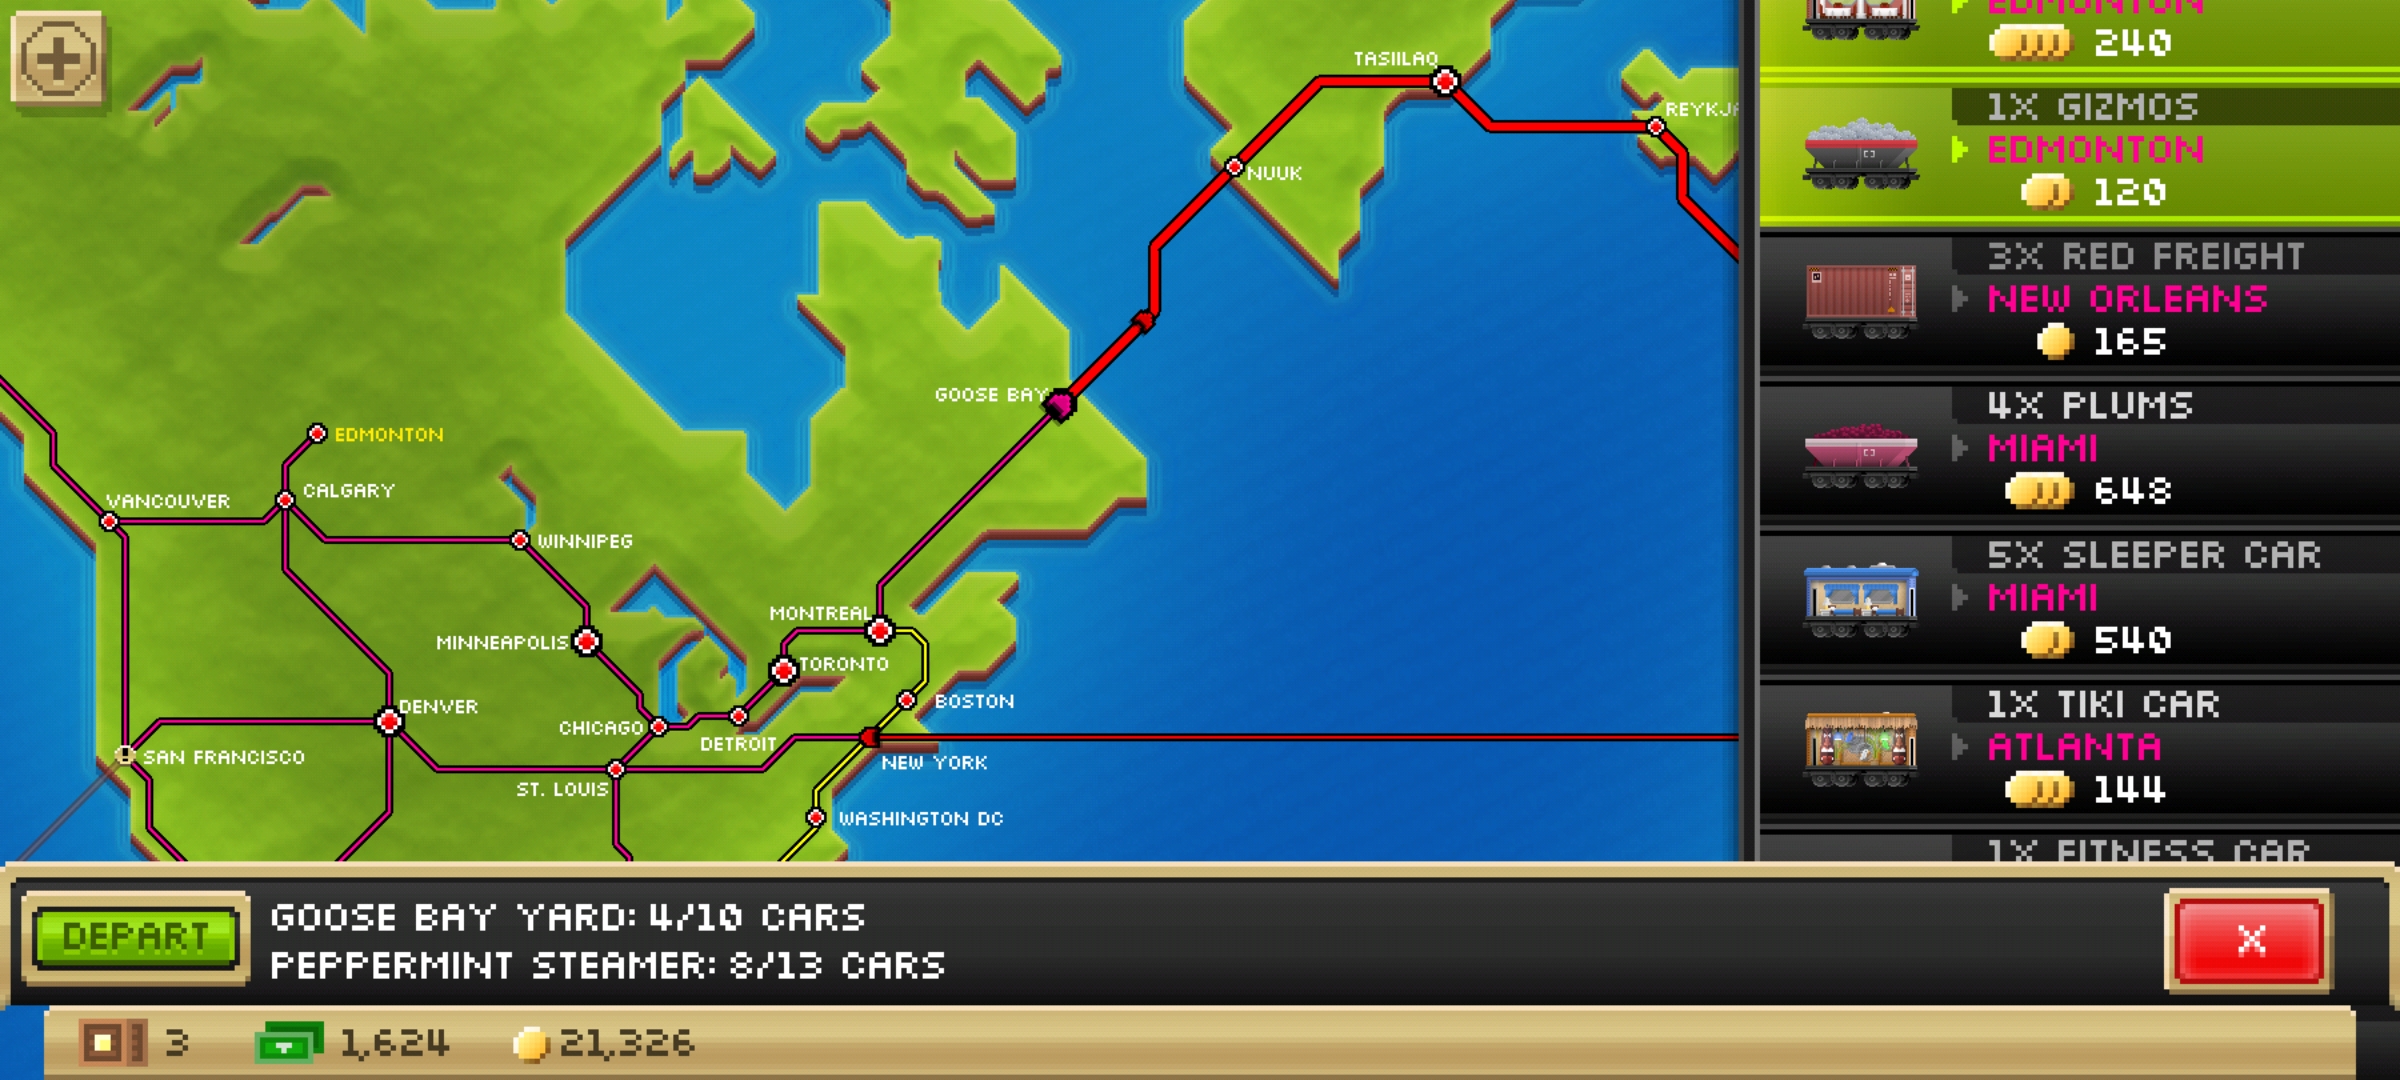 TASIILAQ
NUUK
GOOSE BAY
EDMONTON
VANCOUVER
CALGARY
WINNIPEG
MINNEAPOLIS
MONTREAL
TORONTO
DENVER
BOSTON
CHICAGO
DETROIT
SAN FRANCISCO
NEW YORK
ST. LOUIS
WASHINGTON DC
EDMONTON
240
1X GIZMOS
EDMONTON
120
3X RED FREIGHT
NEW ORLEANS
165
4X PLUMS
MIAMI
648
5X SLEEPER CAR
MIAMI
540
1X TIKI CAR
ATLANTA
144
1X FITNESS CAR
DEPART
GOOSE BAY YARD: 4/10 CARS
PEPPERMINT STEAMER: 8/13 CARS
X
3
1,624
21,326